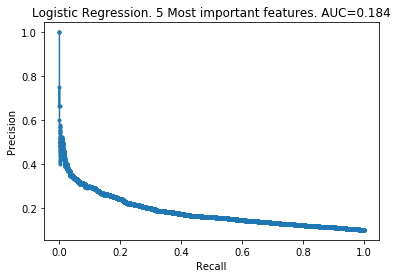 Logistic Regression. 5 Most important features. AUC=0.184
1.0
0.8
0.6
0.4
0.2
Precision
0.0 0.2 0.4 0.6 0.8 1.0
Recall